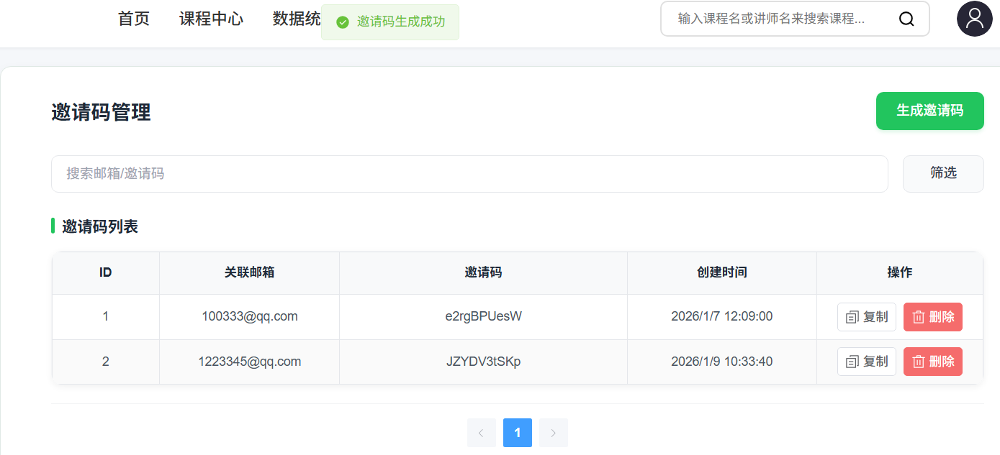 首页 课程中心 数据统 邀请码生成成功 输入课程名或讲师名来搜索课程...
邀请码管理 生成邀请码
搜索邮箱/邀请码 筛选
邀请码列表
ID 关联邮箱 邀请码 创建时间 操作
1 100333@qq.com e2rgBPUesW 2026/1/7 12:09:00 复制 删除
2 1223345@qq.com JZYDV3tSKp 2026/1/9 10:33:40 复制 删除
1